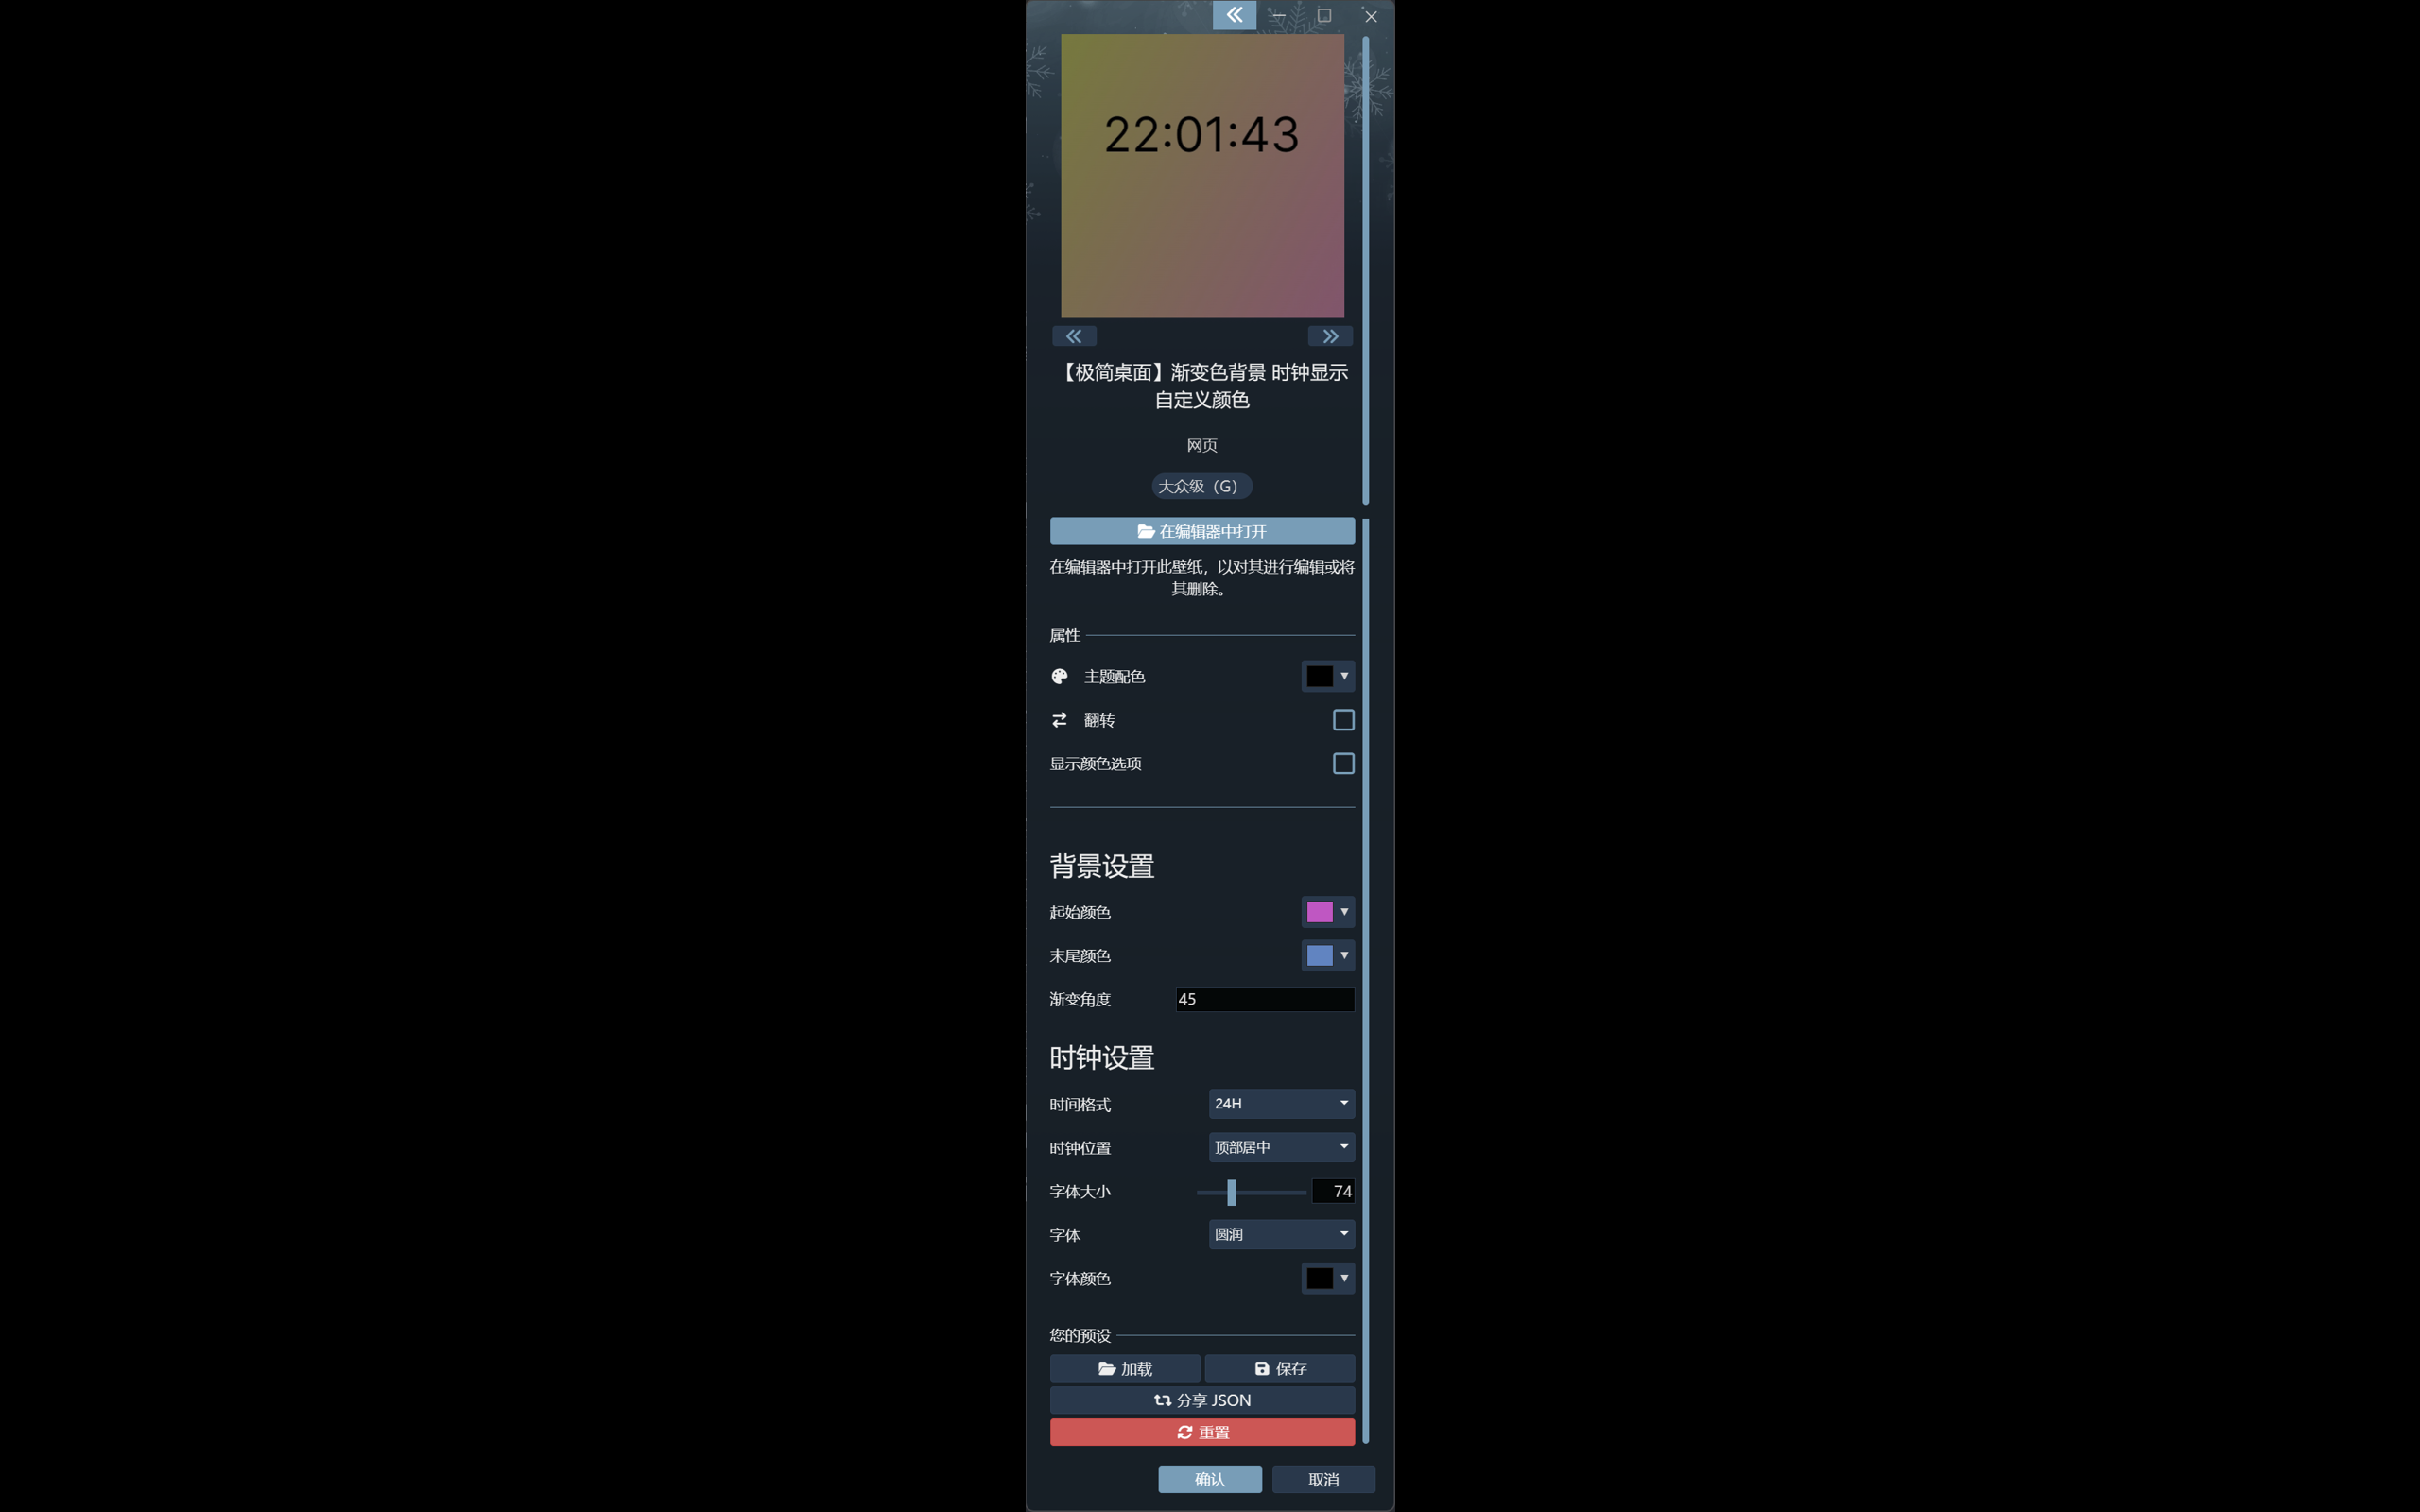 22:01:43
【极简桌面】渐变色背景 时钟显示
自定义颜色
网页
大众级（G）
在编辑器中打开
在编辑器中打开此壁纸，以对其进行编辑或将
其删除。
属性
主题配色
翻转
显示颜色选项
背景设置
起始颜色
末尾颜色
渐变角度 45
时钟设置
时间格式 24H
时钟位置 顶部居中
字体大小 74
字体 圆润
字体颜色
您的预设
加载 保存
分享 JSON
重置
确认 取消